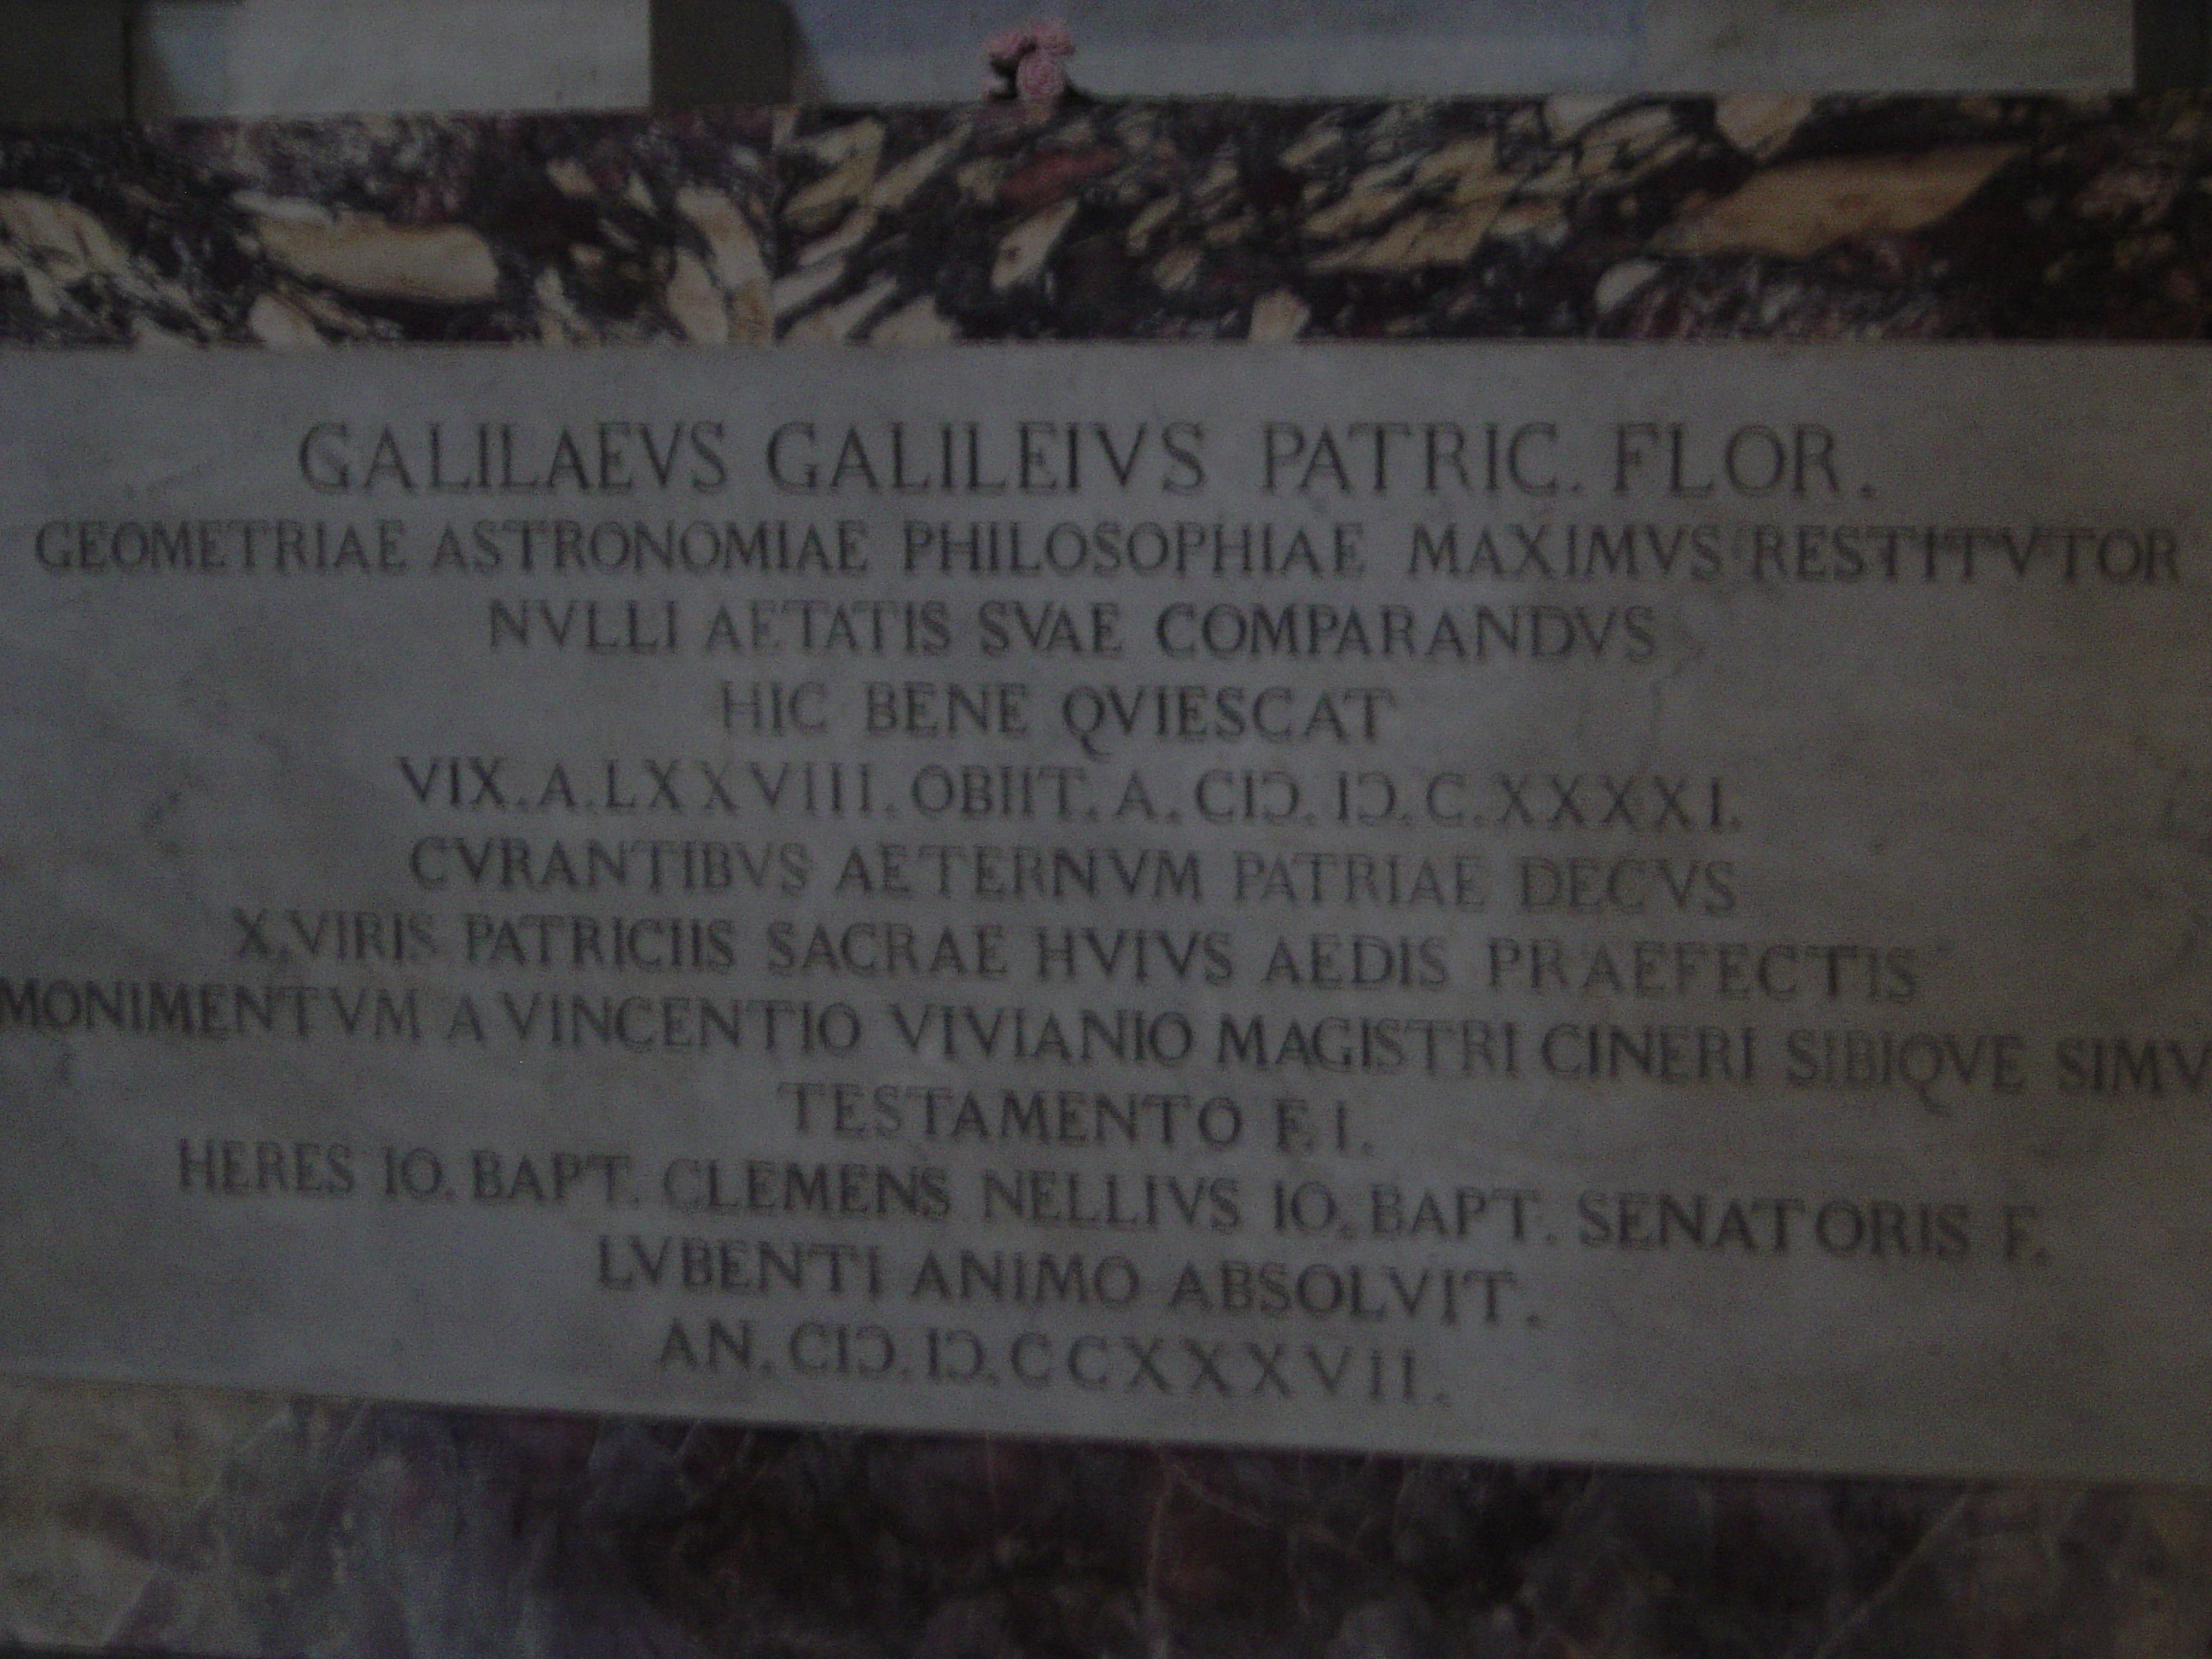 GALILAEVS GALILEIVS PATRIC. FLOR.
GEOMETRIAE ASTRONOMIAE PHILOSOPHIAE MAXIMVS RESTITVTOR
NVLLI AETATIS SVAE COMPARANDVS
HIC BENE QVIESCAT
VIX. A. LXXVIII. OBIIT. A. CIƆ. IƆ. C. XXXXI.
CVRANTIBVS AETERNVM PATRIAE DECVS
X. VIRIS PATRICIIS SACRAE HVIVS AEDIS PRAEFECTIS
MONIMENTVM A VINCENTIO VIVIANIO MAGISTRI CINERI SIBIQVE SIMV
TESTAMENTO F. I.
HERES IO. BAPT. CLEMENS NELLIVS IO. BAPT. SENATORIS F.
LVBENTI ANIMO ABSOLVIT.
AN. CIƆ. IƆ. CCXXXVII.